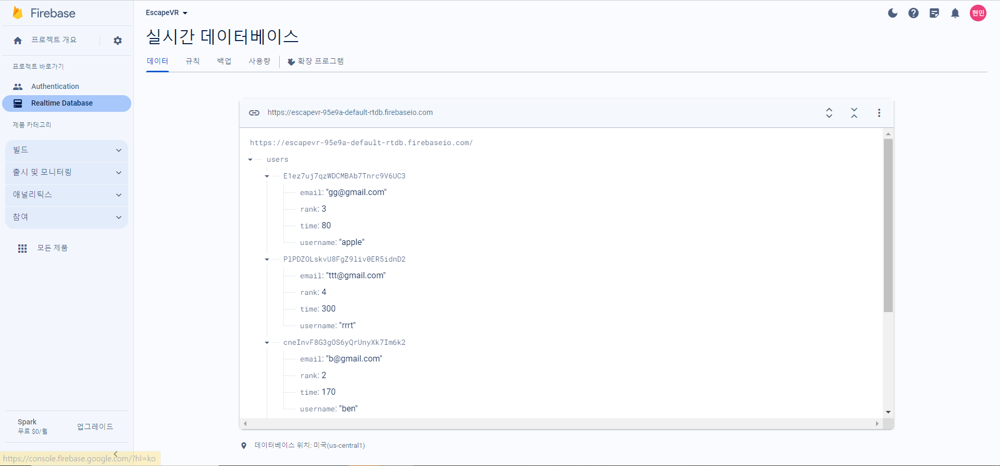 Firebase
EscapeVR
현민
프로젝트 개요
실시간 데이터베이스
데이터
규칙
백업
사용량
확장 프로그램
프로젝트 바로가기
Authentication
Realtime Database
제품 카테고리
빌드
출시 및 모니터링
애널리틱스
참여
모든 제품
https://escapevr-95e9a-default-rtdb.firebaseio.com
https://escapevr-95e9a-default-rtdb.firebaseio.com/
users
E1ez7uj7qzWDCMBAb7Tnrc9V6UC3
email: "gg@gmail.com"
rank: 3
time: 80
username: "apple"
PlPDZOLskvU8FgZ9liv0ER5idnD2
email: "ttt@gmail.com"
rank: 4
time: 300
username: "rrrt"
cneInvF8G3gOS6yQrUnyXk7Im6k2
email: "b@gmail.com"
rank: 2
time: 170
username: "ben"
Spark
무료 $0/월
업그레이드
데이터베이스 위치: 미국(us-central1)
https://console.firebase.google.com/?hl=ko